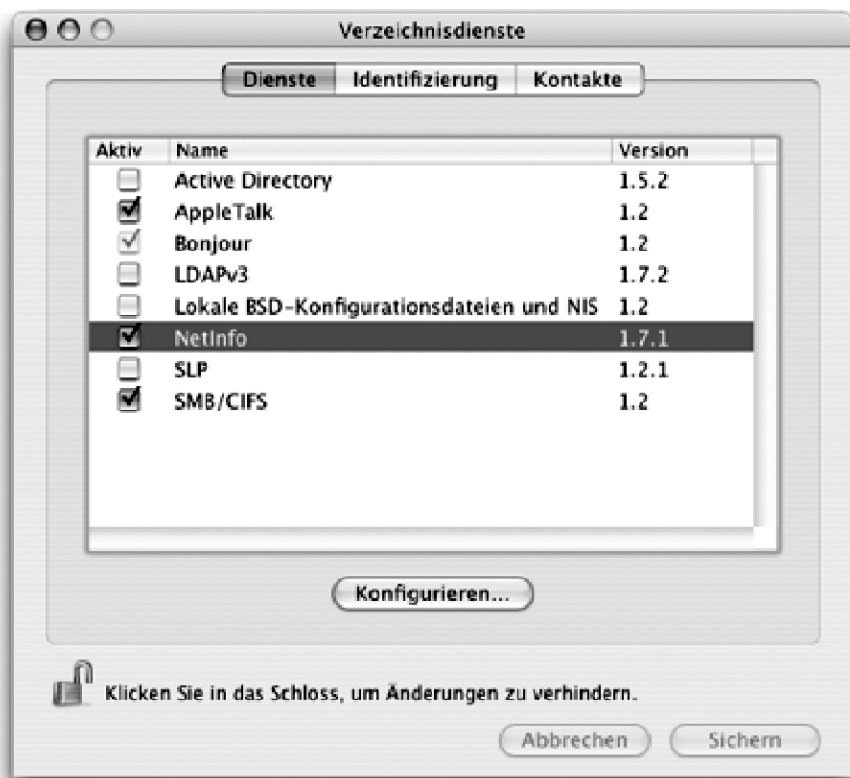 Verzeichnisdienste
Dienste Identifizierung Kontakte
Aktiv Name Version
Active Directory 1.5.2
AppleTalk 1.2
Bonjour 1.2
LDAPv3 1.7.2
Lokale BSD-Konfigurationsdateien und NIS 1.2
NetInfo 1.7.1
SLP 1.2.1
SMB/CIFS 1.2
Konfigurieren...
Klicken Sie in das Schloss, um Änderungen zu verhindern.
Abbrechen Sichern